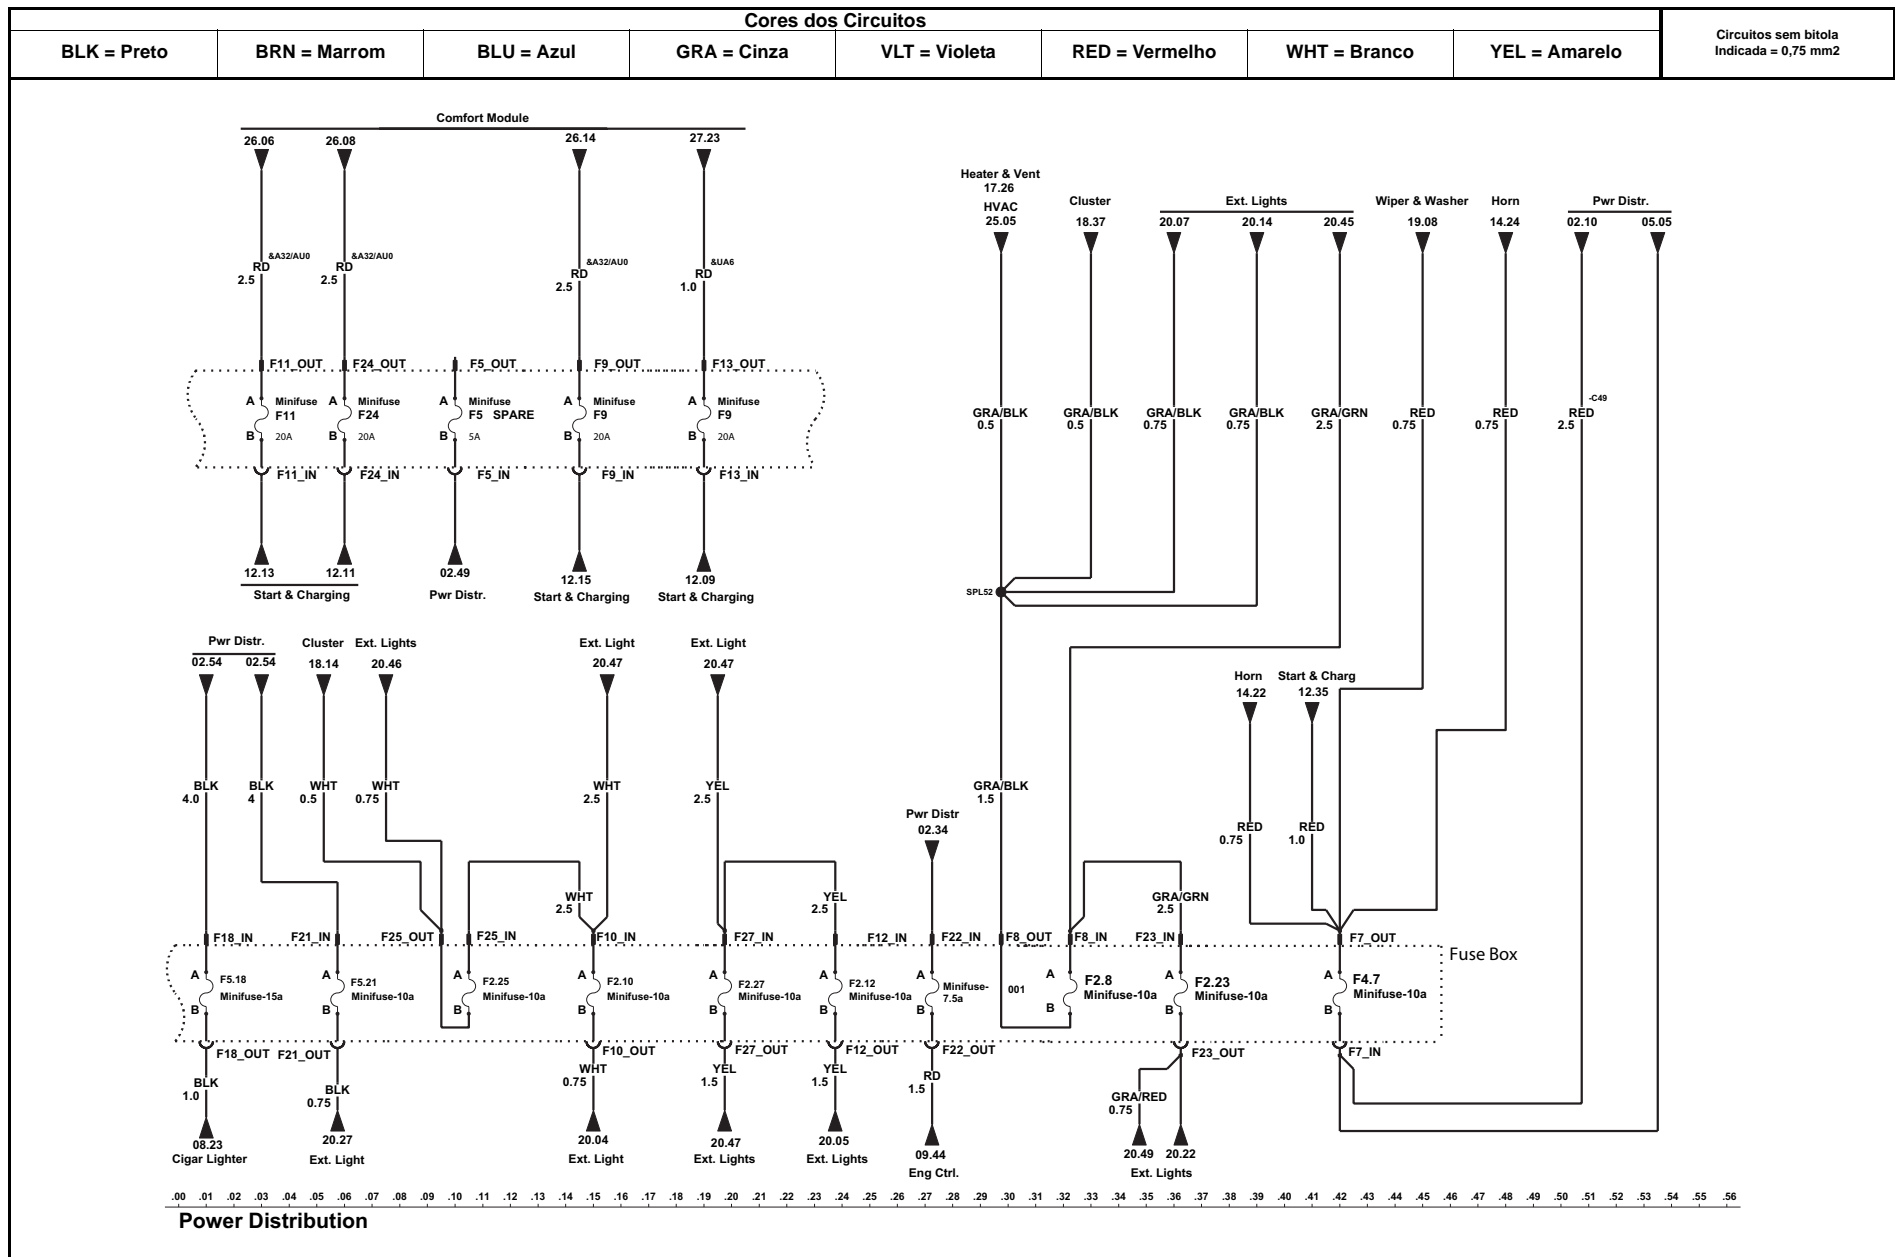 Cores dos Circuitos
BLK = Preto
BRN = Marrom
BLU = Azul
GRA = Cinza
VLT = Violeta
RED = Vermelho
WHT = Branco
YEL = Amarelo
Circuitos sem bitola
Indicada = 0,75 mm2
Comfort Module
26.06 26.08 26.14 27.23
Heater & Vent
17.26
HVAC
25.05
Cluster
18.37
Ext. Lights
20.07 20.14 20.45
Wiper & Washer
19.08
Horn
14.24
Pwr Distr.
02.10 05.05
&A32/AU0
RD
2.5
&A32/AU0
RD
2.5
&A32/AU0
RD
2.5
&UA6
RD
1.0
F11_OUT F24_OUT F5_OUT F9_OUT F13_OUT
A Minifuse
F11
B 20A
A Minifuse
F24
B 20A
A Minifuse
F5 SPARE
B 5A
A Minifuse
F9
B 20A
A Minifuse
F9
B 20A
F11_IN F24_IN F5_IN F9_IN F13_IN
GRA/BLK
0.5
GRA/BLK
0.5
GRA/BLK
0.75
GRA/BLK
0.75
GRA/GRN
2.5
RED
0.75
RED
0.75
-C49
RED
2.5
12.13 12.11
Start & Charging
02.49
Pwr Distr.
12.15
Start & Charging
12.09
Start & Charging
SPL52
Pwr Distr.
02.54 02.54
Cluster
18.14
Ext. Lights
20.46
Ext. Light
20.47
Ext. Light
20.47
Horn
14.22
Start & Charg
12.35
BLK
4.0
BLK
4
WHT
0.5
WHT
0.75
WHT
2.5
YEL
2.5
GRA/BLK
1.5
Pwr Distr
02.34
RED
0.75
RED
1.0
WHT
2.5
YEL
2.5
GRA/GRN
2.5
F18_IN F21_IN F25_OUT F25_IN F10_IN F27_IN F12_IN F22_IN F8_OUT F8_IN F23_IN F7_OUT
Fuse Box
A F5.18
Minifuse-15a
B
A F5.21
Minifuse-10a
B
A F2.25
Minifuse-10a
B
A F2.10
Minifuse-10a
B
A F2.27
Minifuse-10a
B
A F2.12
Minifuse-10a
B
A Minifuse-
7.5a
B
001
A F2.8
Minifuse-10a
B
A F2.23
Minifuse-10a
B
A F4.7
Minifuse-10a
B
F18_OUT F21_OUT F10_OUT F27_OUT F12_OUT F22_OUT F23_OUT F7_IN
BLK
1.0
BLK
0.75
WHT
0.75
YEL
1.5
YEL
1.5
RD
1.5
GRA/RED
0.75
08.23
Cigar Lighter
20.27
Ext. Light
20.04
Ext. Light
20.47
Ext. Lights
20.05
Ext. Lights
09.44
Eng Ctrl.
20.49 20.22
Ext. Lights
.00 .01 .02 .03 .04 .05 .06 .07 .08 .09 .10 .11 .12 .13 .14 .15 .16 .17 .18 .19 .20 .21 .22 .23 .24 .25 .26 .27 .28 .29 .30 .31 .32 .33 .34 .35 .36 .37 .38 .39 .40 .41 .42 .43 .44 .45 .46 .47 .48 .49 .50 .51 .52 .53 .54 .55 .56
Power Distribution